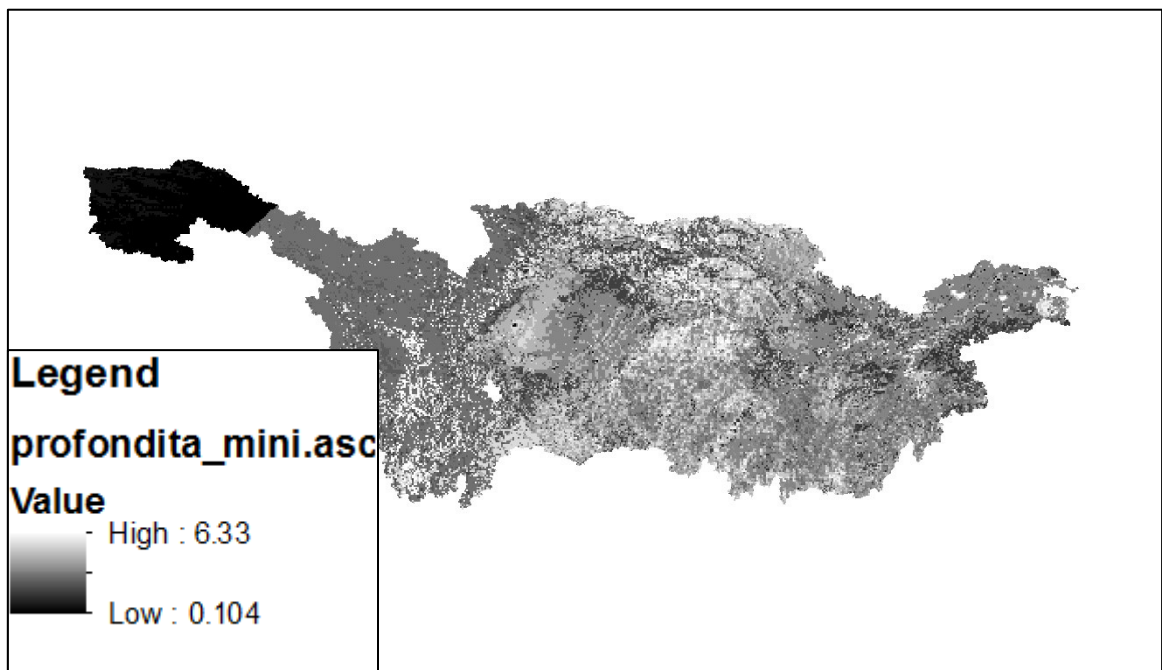 Legend
profondita_mini.asc
Value
High : 6.33
Low : 0.104